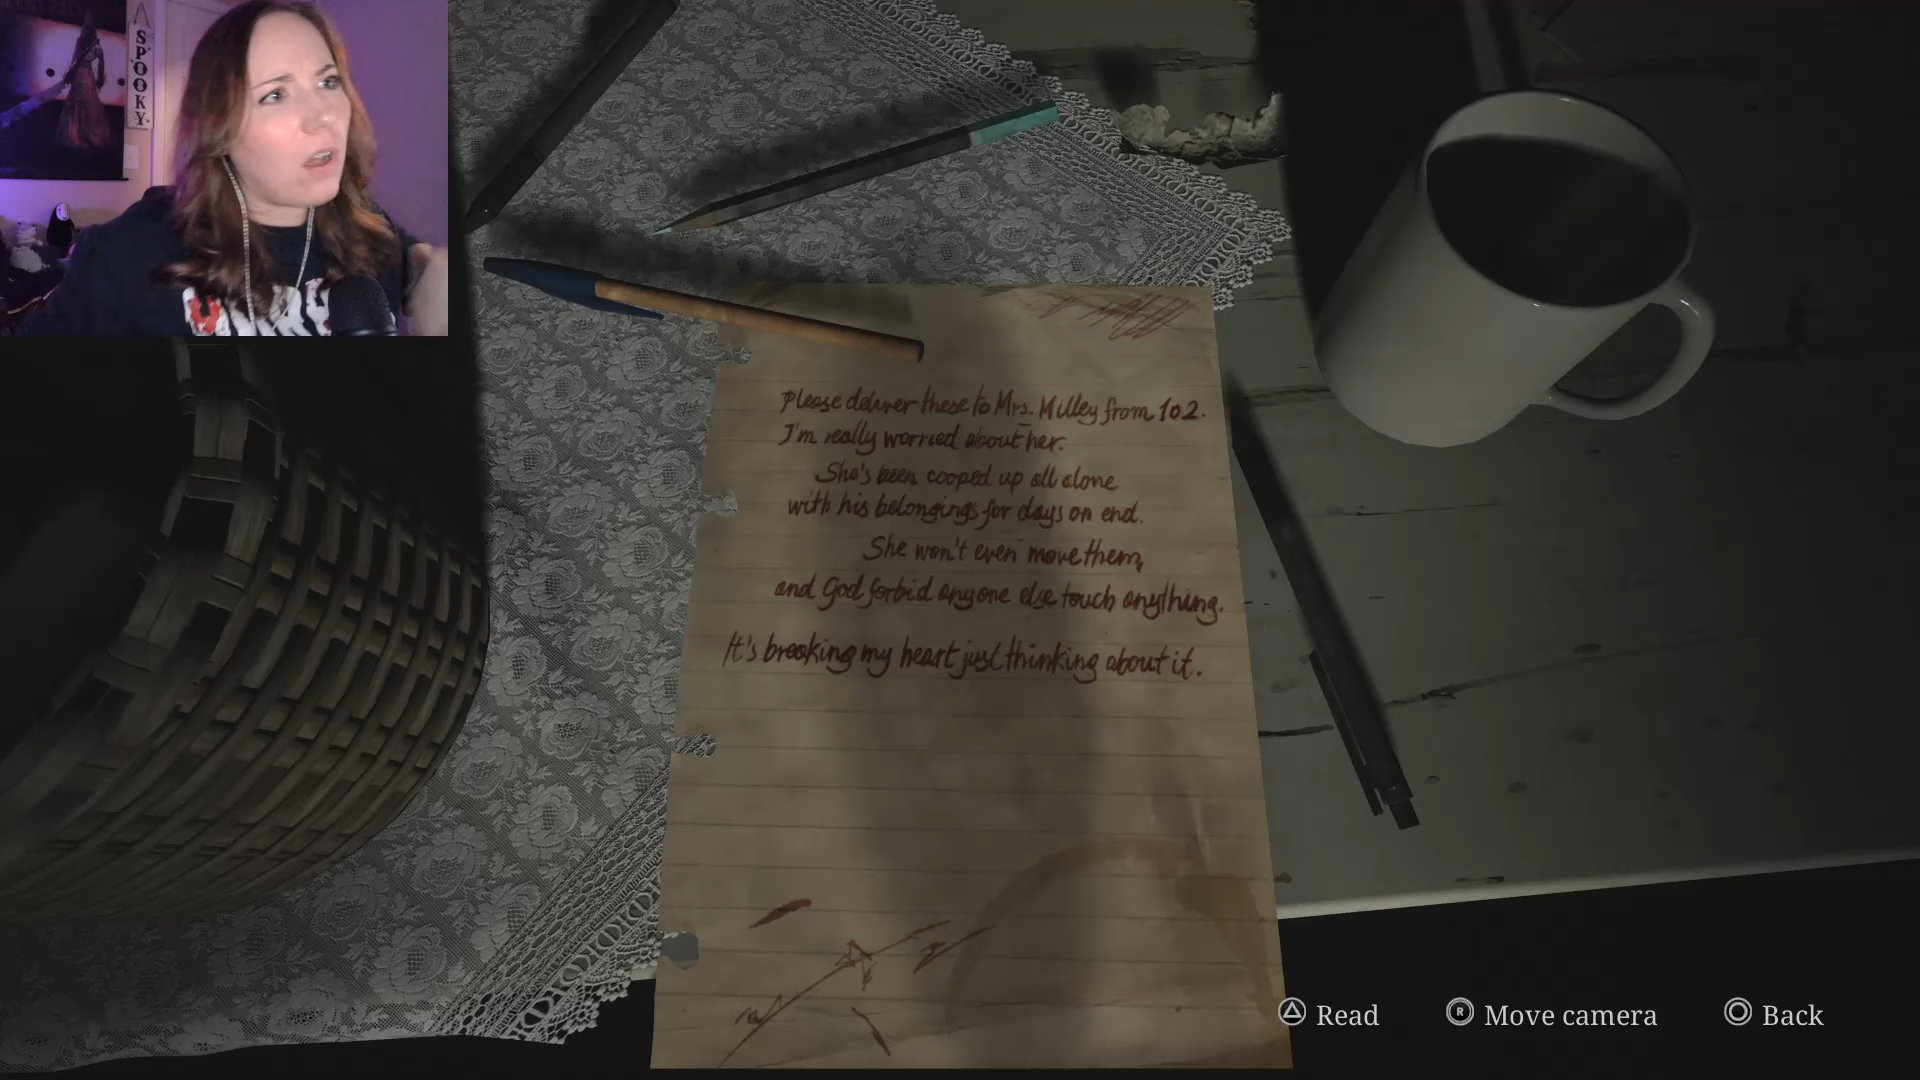 SPOOKY
Please deliver these to Mrs. Milley from 102.
I'm really worried about her.
She's been cooped up all alone
with his belongings for days on end.
She won't even move them,
and God forbid anyone else touch anything.
It's breaking my heart just thinking about it.
Read
R Move camera
Back